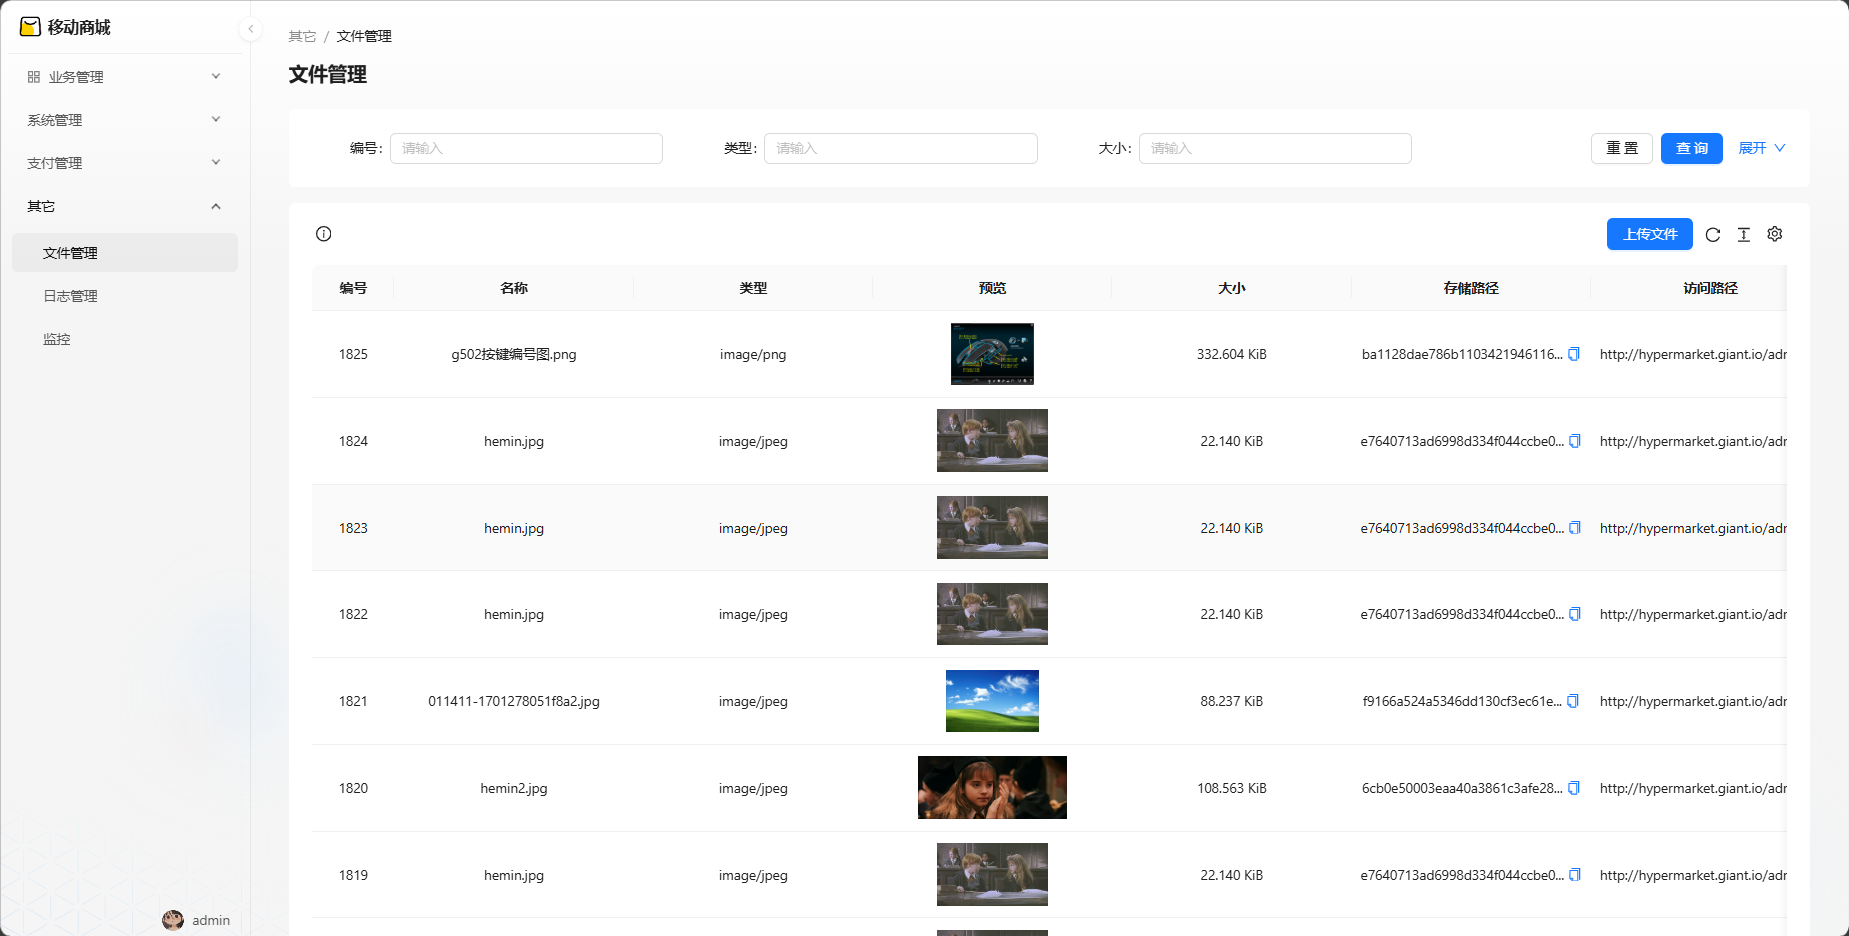 移动商城
业务管理
系统管理
支付管理
其它
文件管理
日志管理
监控
admin
其它 / 文件管理
文件管理
编号: 请输入 类型: 请输入 大小: 请输入 重 置 查 询 展开
上传文件
编号 名称 类型 预览 大小 存储路径 访问路径
1825 g502按键编号图.png image/png 332.604 KiB ba1128dae786b1103421946116... http://hypermarket.giant.io/adr
1824 hemin.jpg image/jpeg 22.140 KiB e7640713ad6998d334f044ccbe0... http://hypermarket.giant.io/adr
1823 hemin.jpg image/jpeg 22.140 KiB e7640713ad6998d334f044ccbe0... http://hypermarket.giant.io/adr
1822 hemin.jpg image/jpeg 22.140 KiB e7640713ad6998d334f044ccbe0... http://hypermarket.giant.io/adr
1821 011411-1701278051f8a2.jpg image/jpeg 88.237 KiB f9166a524a5346dd130cf3ec61e... http://hypermarket.giant.io/adr
1820 hemin2.jpg image/jpeg 108.563 KiB 6cb0e50003eaa40a3861c3afe28... http://hypermarket.giant.io/adr
1819 hemin.jpg image/jpeg 22.140 KiB e7640713ad6998d334f044ccbe0... http://hypermarket.giant.io/adr